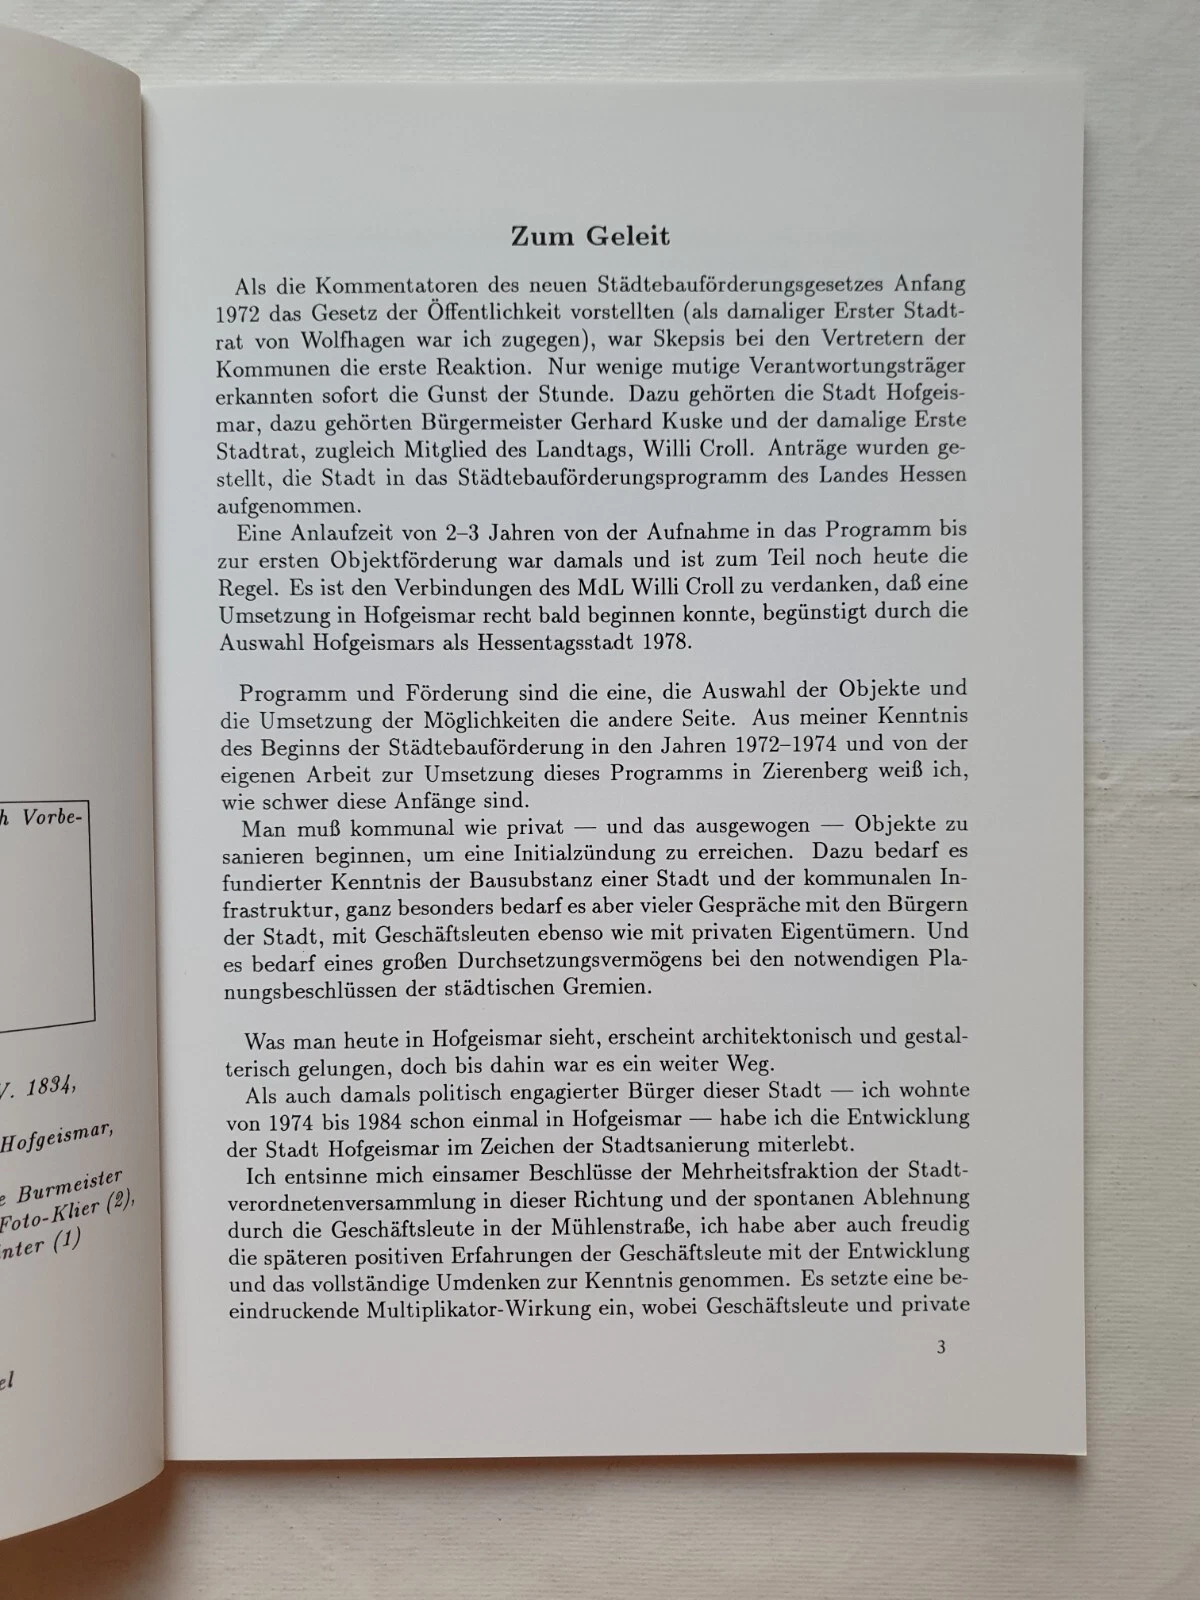 h Vorbe-
V. 1834,
Hofgeismar,
e Burmeister
Foto-Klier (2),
inter (1)
el
Zum Geleit
Als die Kommentatoren des neuen Städtebauförderungsgesetzes Anfang
1972 das Gesetz der Öffentlichkeit vorstellten (als damaliger Erster Stadt-
rat von Wolfhagen war ich zugegen), war Skepsis bei den Vertretern der
Kommunen die erste Reaktion. Nur wenige mutige Verantwortungsträger
erkannten sofort die Gunst der Stunde. Dazu gehörten die Stadt Hofgeis-
mar, dazu gehörten Bürgermeister Gerhard Kuske und der damalige Erste
Stadtrat, zugleich Mitglied des Landtags, Willi Croll. Anträge wurden ge-
stellt, die Stadt in das Städtebauförderungsprogramm des Landes Hessen
aufgenommen.
Eine Anlaufzeit von 2–3 Jahren von der Aufnahme in das Programm bis
zur ersten Objektförderung war damals und ist zum Teil noch heute die
Regel. Es ist den Verbindungen des MdL Willi Croll zu verdanken, daß eine
Umsetzung in Hofgeismar recht bald beginnen konnte, begünstigt durch die
Auswahl Hofgeismars als Hessentagsstadt 1978.
Programm und Förderung sind die eine, die Auswahl der Objekte und
die Umsetzung der Möglichkeiten die andere Seite. Aus meiner Kenntnis
des Beginns der Städtebauförderung in den Jahren 1972–1974 und von der
eigenen Arbeit zur Umsetzung dieses Programms in Zierenberg weiß ich,
wie schwer diese Anfänge sind.
Man muß kommunal wie privat — und das ausgewogen — Objekte zu
sanieren beginnen, um eine Initialzündung zu erreichen. Dazu bedarf es
fundierter Kenntnis der Bausubstanz einer Stadt und der kommunalen In-
frastruktur, ganz besonders bedarf es aber vieler Gespräche mit den Bürgern
der Stadt, mit Geschäftsleuten ebenso wie mit privaten Eigentümern. Und
es bedarf eines großen Durchsetzungsvermögens bei den notwendigen Pla-
nungsbeschlüssen der städtischen Gremien.
Was man heute in Hofgeismar sieht, erscheint architektonisch und gestal-
terisch gelungen, doch bis dahin war es ein weiter Weg.
Als auch damals politisch engagierter Bürger dieser Stadt — ich wohnte
von 1974 bis 1984 schon einmal in Hofgeismar — habe ich die Entwicklung
der Stadt Hofgeismar im Zeichen der Stadtsanierung miterlebt.
Ich entsinne mich einsamer Beschlüsse der Mehrheitsfraktion der Stadt-
verordnetenversammlung in dieser Richtung und der spontanen Ablehnung
durch die Geschäftsleute in der Mühlenstraße, ich habe aber auch freudig
die späteren positiven Erfahrungen der Geschäftsleute mit der Entwicklung
und das vollständige Umdenken zur Kenntnis genommen. Es setzte eine be-
eindruckende Multiplikator-Wirkung ein, wobei Geschäftsleute und private
3